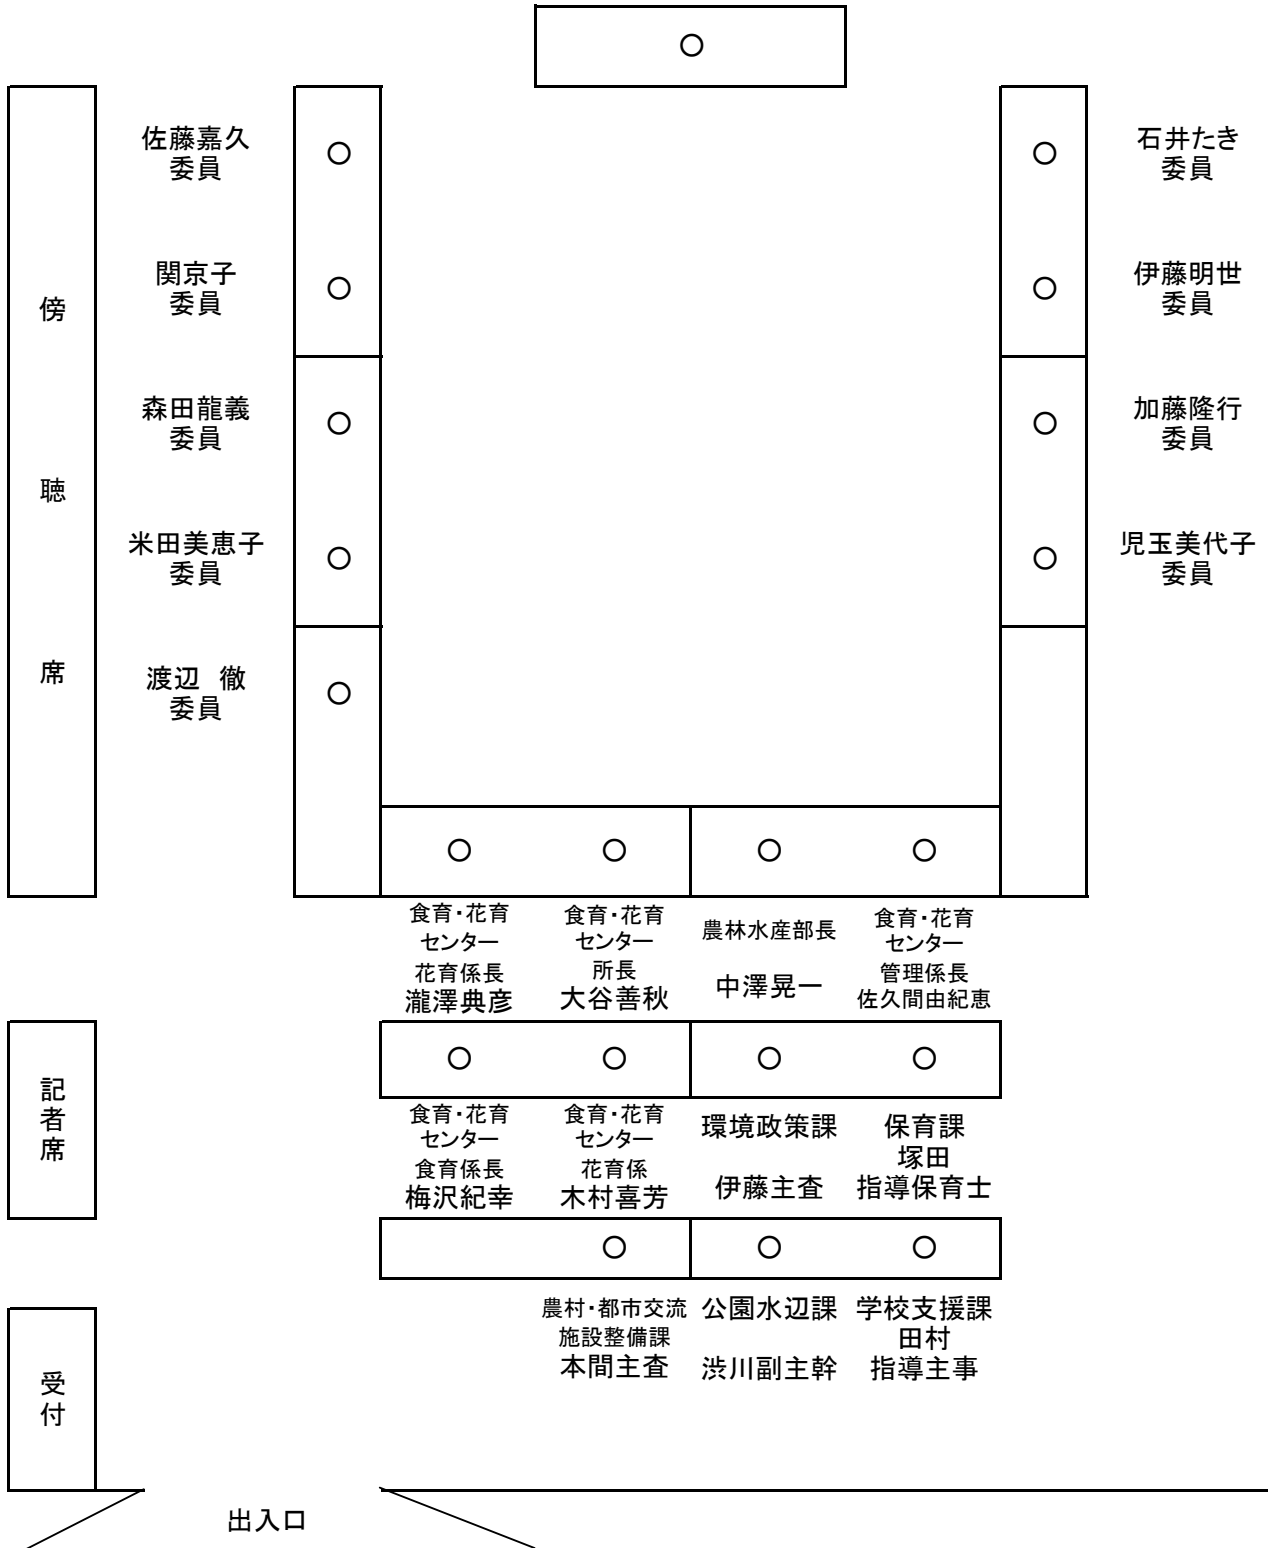 ○
佐藤嘉久
委員
○
○
石井たき
委員
関京子
委員
○
○
伊藤明世
委員
森田龍義
委員
○
○
加藤隆行
委員
米田美恵子
委員
○
○
児玉美代子
委員
渡辺　徹
委員
○
傍
聴
席
○ ○ ○ ○
食育・花育
センター
花育係長
瀧澤典彦
食育・花育
センター
所長
大谷善秋
農林水産部長
中澤晃一
食育・花育
センター
管理係長
佐久間由紀恵
○ ○ ○ ○
記
者
席
食育・花育
センター
食育係長
梅沢紀幸
食育・花育
センター
花育係
木村喜芳
環境政策課
伊藤主査
保育課
塚田
指導保育士
○ ○ ○
農村・都市交流
施設整備課
本間主査
公園水辺課
渋川副主幹
学校支援課
田村
指導主事
受
付
出入口